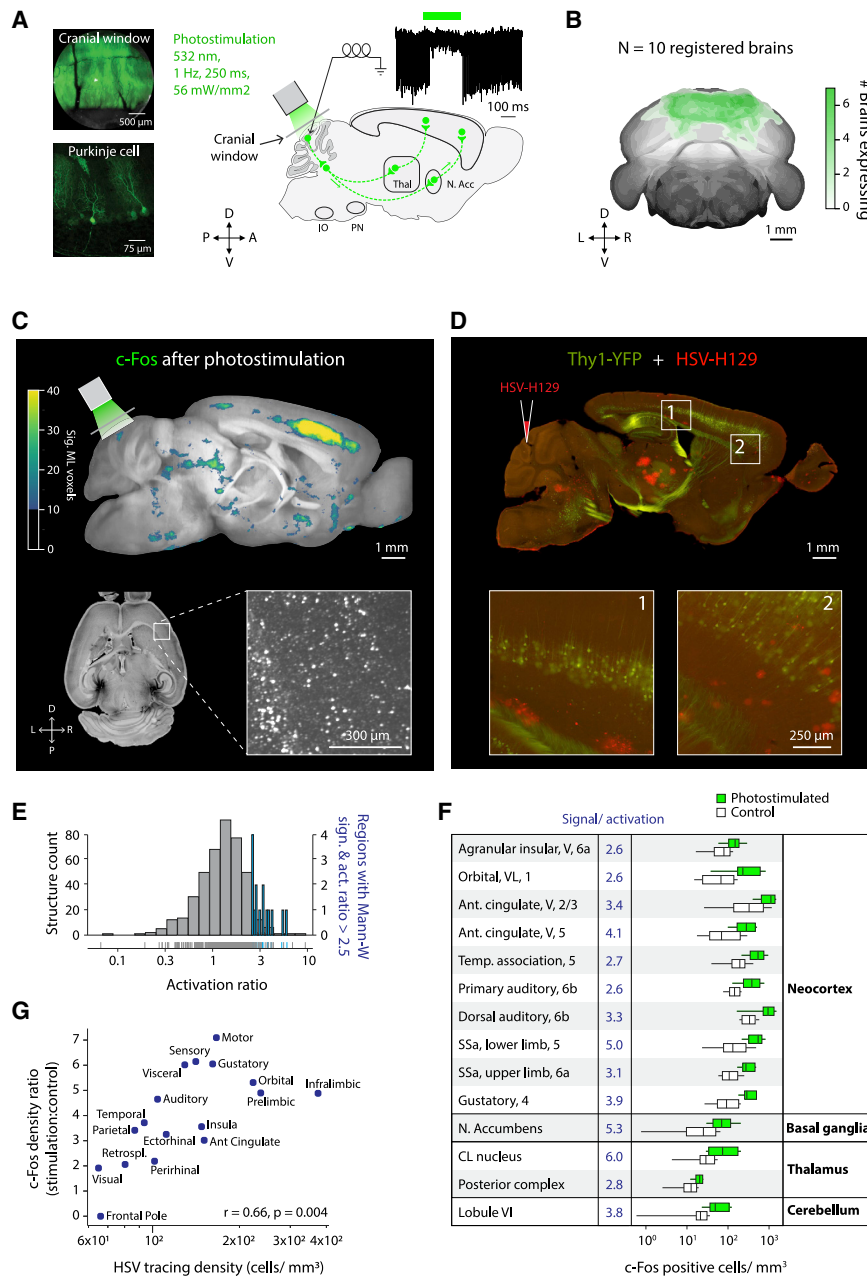 A
Cranial window
500 µm
Purkinje cell
75 µm
Photostimulation
532 nm,
1 Hz, 250 ms,
56 mW/mm2
100 ms
Cranial
window
Thal
N. Acc
IO
PN
D
P
A
V
B
N = 10 registered brains
# Brains expressing
6
4
2
0
D
L
R
V
1 mm
C
c-Fos after photostimulation
Sig. ML voxels
40
30
20
10
0
1 mm
D
L
R
P
300 µm
D
Thy1-YFP + HSV-H129
HSV-H129
1
2
1 mm
1
2
250 µm
E
Structure count
80
60
40
20
0
4
3
2
1
0
Regions with Mann-W
sign. & act. ratio > 2.5
0.1
0.3
1
3
10
Activation ratio
F
Signal/ activation
Photostimulated
Control
Agranular insular, V, 6a 2.6
Orbital, VL, 1 2.6
Ant. cingulate, V, 2/3 3.4
Ant. cingulate, V, 5 4.1
Temp. association, 5 2.7
Primary auditory, 6b 2.6
Dorsal auditory, 6b 3.3
SSa, lower limb, 5 5.0
SSa, upper limb, 6a 3.1
Gustatory, 4 3.9
Neocortex
N. Accumbens 5.3 Basal ganglia
CL nucleus 6.0
Posterior complex 2.8
Thalamus
Lobule VI 3.8 Cerebellum
10⁰ 10¹ 10² 10³
c-Fos positive cells/ mm³
G
c-Fos density ratio
(stimulation:control)
7
6
5
4
3
2
1
0
Motor
Sensory
Visceral
Gustatory
Orbital
Infralimbic
Prelimbic
Auditory
Temporal
Parietal
Insula
Ectorhinal
Ant Cingulate
Retrospl.
Visual
Perirhinal
Frontal Pole
r = 0.66, p = 0.004
6x10¹ 10² 2x10² 3x10² 4x10²
HSV tracing density (cells/ mm³)